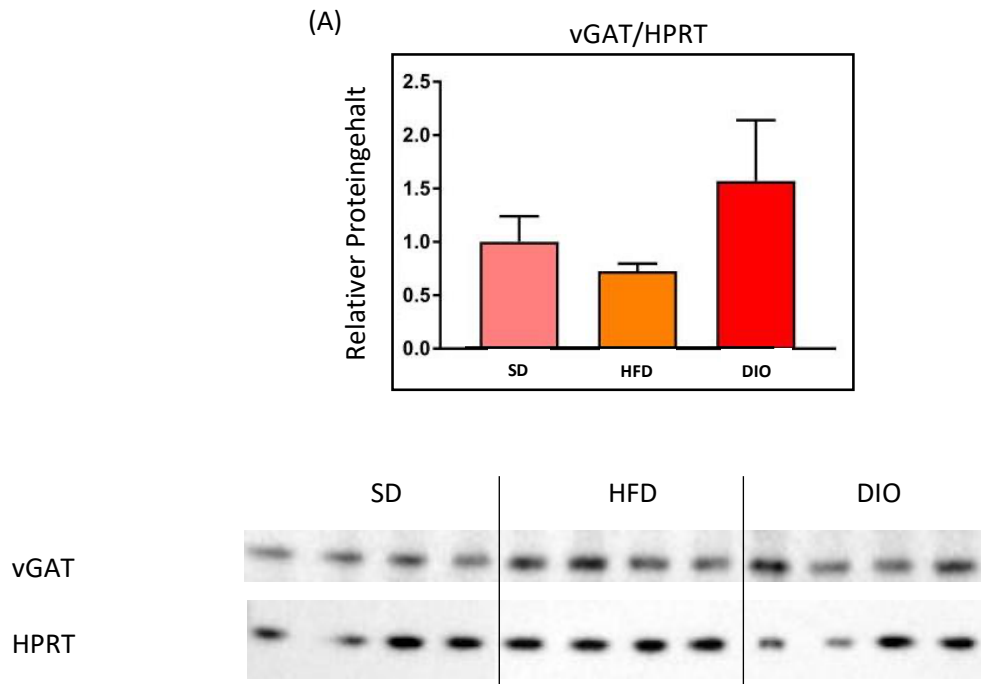 (A)
vGAT/HPRT
Relativer Proteingehalt
2.5
2.0
1.5
1.0
0.5
0.0
SD HFD DIO
SD HFD DIO
vGAT
HPRT